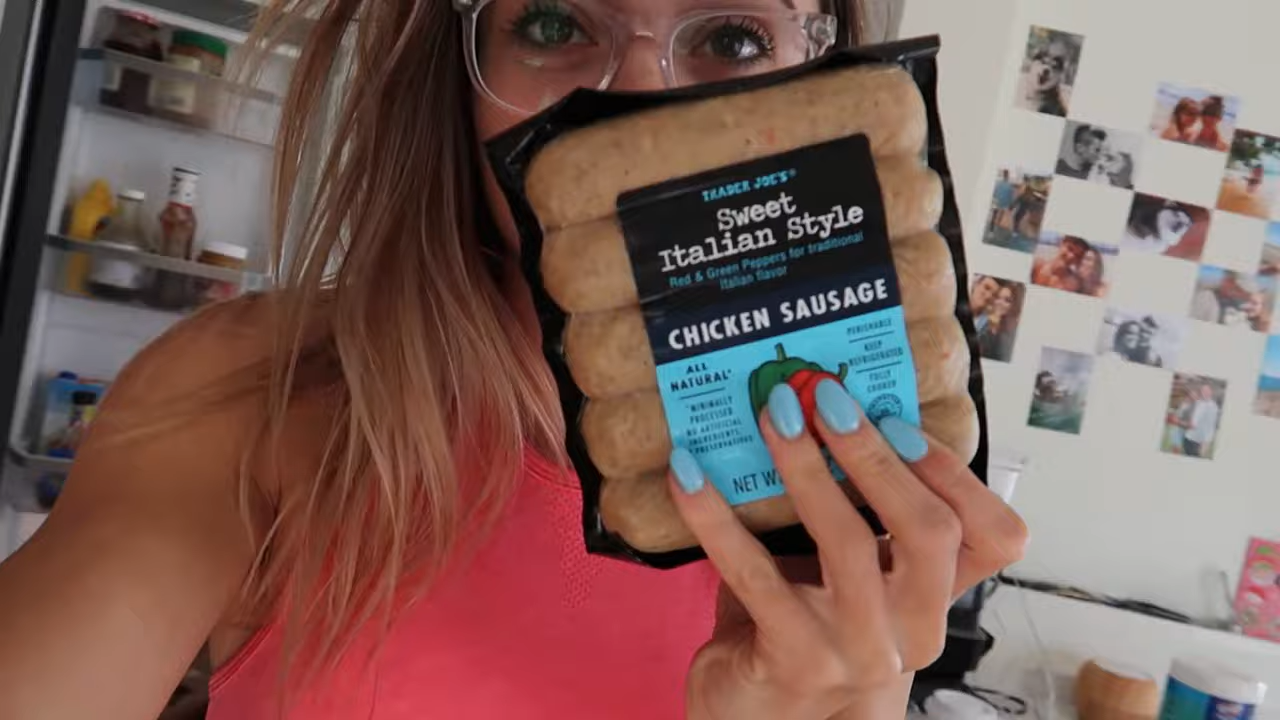 TRADER JOE'S®
Sweet
Italian Style
Red & Green Peppers for traditional
Italian flavor
CHICKEN SAUSAGE
ALL
NATURAL*
*MINIMALLY
PROCESSED
NO ARTIFICIAL
INGREDIENTS,
PRESERVATIVES
PERISHABLE
KEEP
REFRIGERATED
FULLY
COOKED
NET